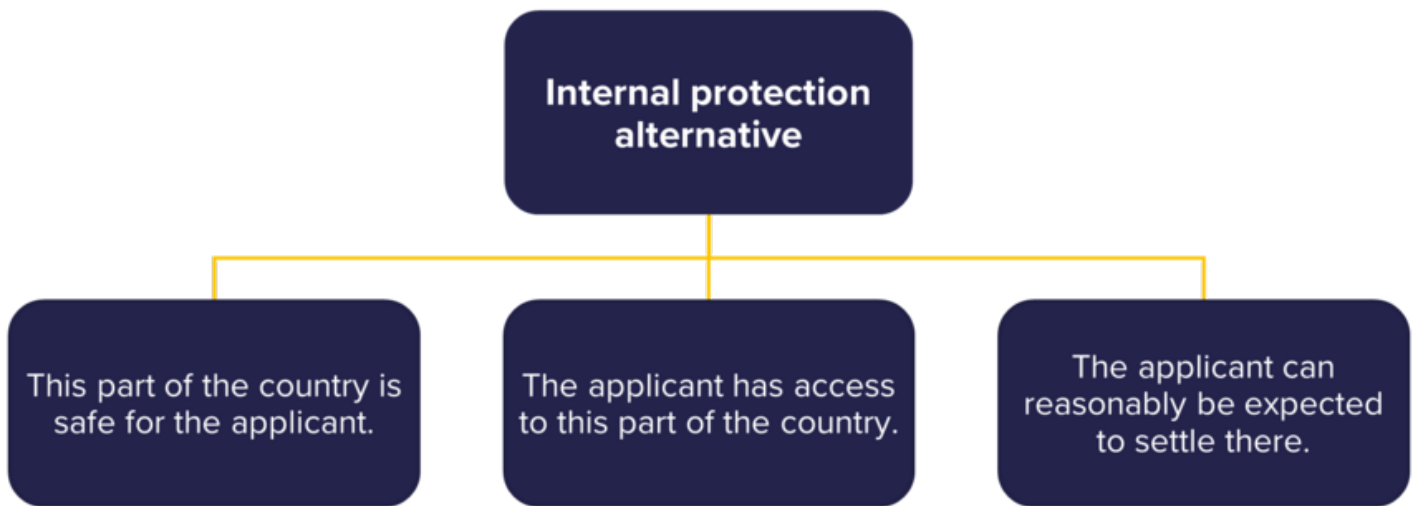 Internal protection
alternative
This part of the country is
safe for the applicant.
The applicant has access
to this part of the country.
The applicant can
reasonably be expected
to settle there.